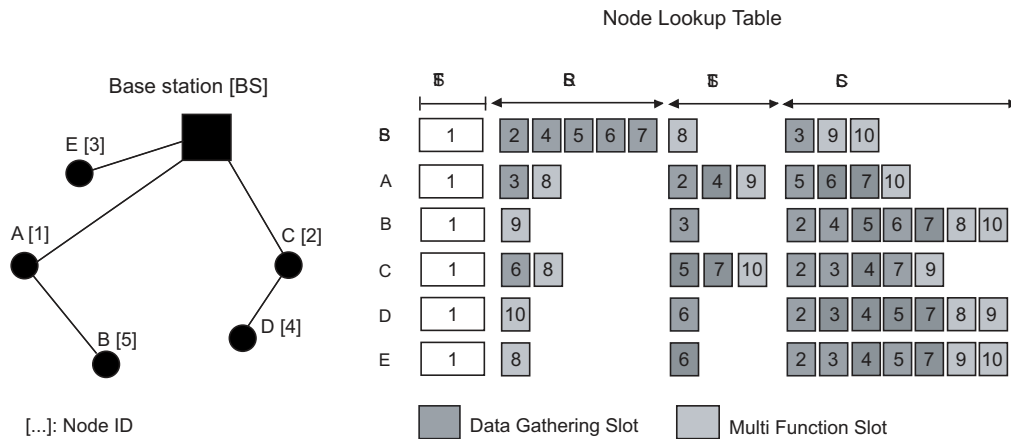 Node Lookup Table
Base station [BS]
E [3]
A [1]
C [2]
D [4]
B [5]
[...]: Node ID
1 2 4 5 6 7 8 3 9 10
A 1 3 8 2 4 9 5 6 7 10
B 1 9 3 2 4 5 6 7 8 10
C 1 6 8 5 7 10 2 3 4 7 9
D 1 10 6 2 3 4 5 7 8 9
E 1 8 6 2 3 4 5 7 9 10
Data Gathering Slot
Multi Function Slot